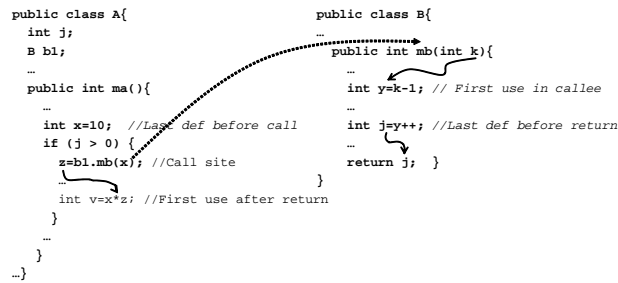 public class A{
int j;
B b1;
…
public int ma(){
…
int x=10; //Last def before call
if (j > 0) {
z=b1.mb(x); //Call site
…
int v=x*z; //First use after return
}
…
}
…}
public class B{
…
public int mb(int k){
…
int y=k-1; // First use in callee
…
int j=y++; //Last def before return
…
return j; }
}